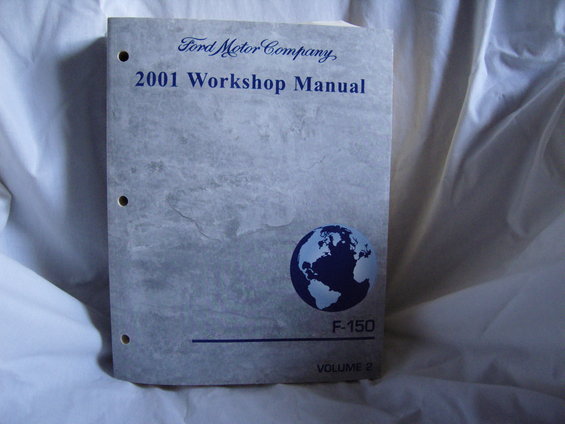 Ford Motor Company
2001 Workshop Manual
F-150
VOLUME 2